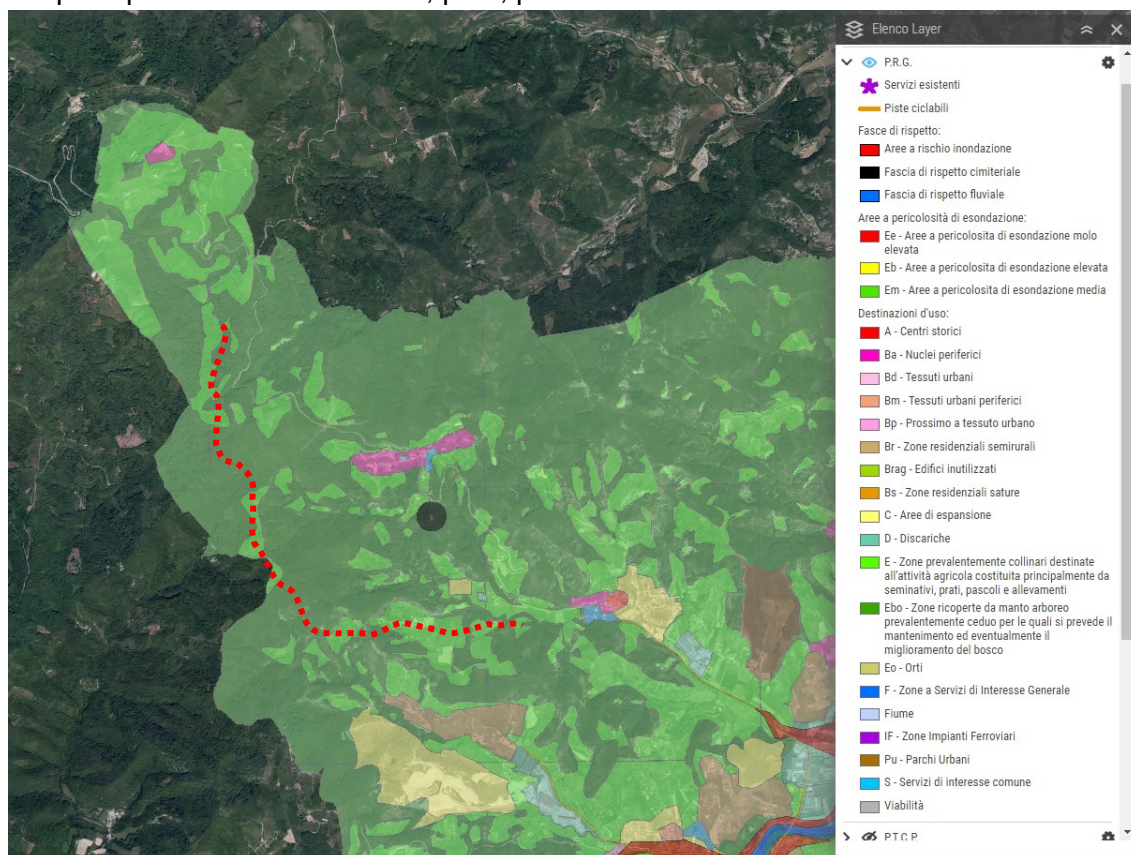 Elenco Layer
P.R.G.
Servizi esistenti
Piste ciclabili
Fasce di rispetto:
Aree a rischio inondazione
Fascia di rispetto cimiteriale
Fascia di rispetto fluviale
Aree a pericolosità di esondazione:
Ee - Aree a pericolosita di esondazione molo
elevata
Eb - Aree a pericolosita di esondazione elevata
Em - Aree a pericolosita di esondazione media
Destinazioni d'uso:
A - Centri storici
Ba - Nuclei periferici
Bd - Tessuti urbani
Bm - Tessuti urbani periferici
Bp - Prossimo a tessuto urbano
Br - Zone residenziali semirurali
Brag - Edifici inutilizzati
Bs - Zone residenziali sature
C - Aree di espansione
D - Discariche
E - Zone prevalentemente collinari destinate
all'attività agricola costituita principalmente da
seminativi, prati, pascoli e allevamenti
Ebo - Zone ricoperte da manto arboreo
prevalentemente ceduo per le quali si prevede il
mantenimento ed eventualmente il
miglioramento del bosco
Eo - Orti
F - Zone a Servizi di Interesse Generale
Fiume
IF - Zone Impianti Ferroviari
Pu - Parchi Urbani
S - Servizi di interesse comune
Viabilità
P.T.C.P.